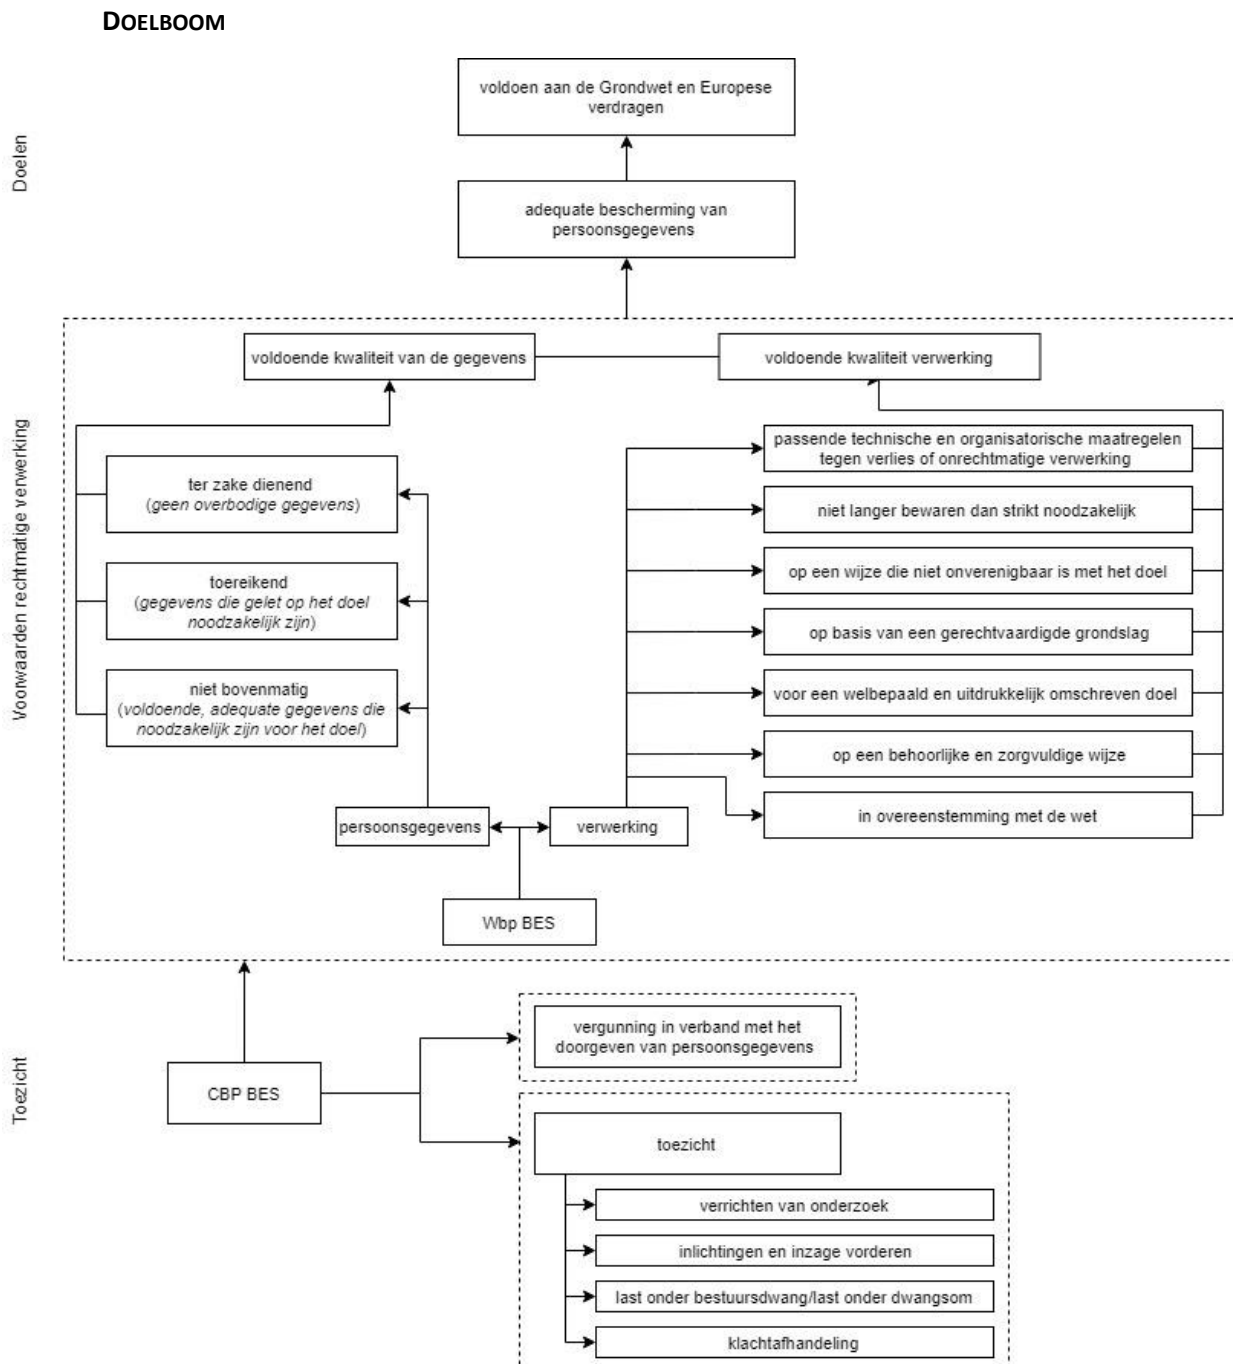 DOELBOOM
Doelen
voldoen aan de Grondwet en Europese
verdragen
adequate bescherming van
persoonsgegevens
Voorwaarden rechtmatige verwerking
voldoende kwaliteit van de gegevens
voldoende kwaliteit verwerking
ter zake dienend
(geen overbodige gegevens)
toereikend
(gegevens die gelet op het doel
noodzakelijk zijn)
niet bovenmatig
(voldoende, adequate gegevens die
noodzakelijk zijn voor het doel)
passende technische en organisatorische maatregelen
tegen verlies of onrechtmatige verwerking
niet langer bewaren dan strikt noodzakelijk
op een wijze die niet onverenigbaar is met het doel
op basis van een gerechtvaardigde grondslag
voor een welbepaald en uitdrukkelijk omschreven doel
op een behoorlijke en zorgvuldige wijze
in overeenstemming met de wet
persoonsgegevens
verwerking
Wbp BES
Toezicht
CBP BES
vergunning in verband met het
doorgeven van persoonsgegevens
toezicht
verrichten van onderzoek
inlichtingen en inzage vorderen
last onder bestuursdwang/last onder dwangsom
klachtafhandeling